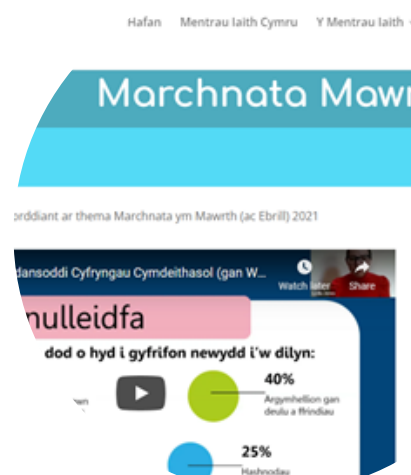 Hafan Mentrau Iaith Cymru Y Mentrau Iaith
Marchnata Mawr
orddiant ar thema Marchnata ym Mawrth (ac Ebrill) 2021
dansoddi Cyfryngau Cymdeithasol (gan W...
Watch later Share
nulleidfa
dod o hyd i gyfrifon newydd i'w dilyn:
40%
Argymhellion gan
deulu a ffrindiau
25%
Hashnodau